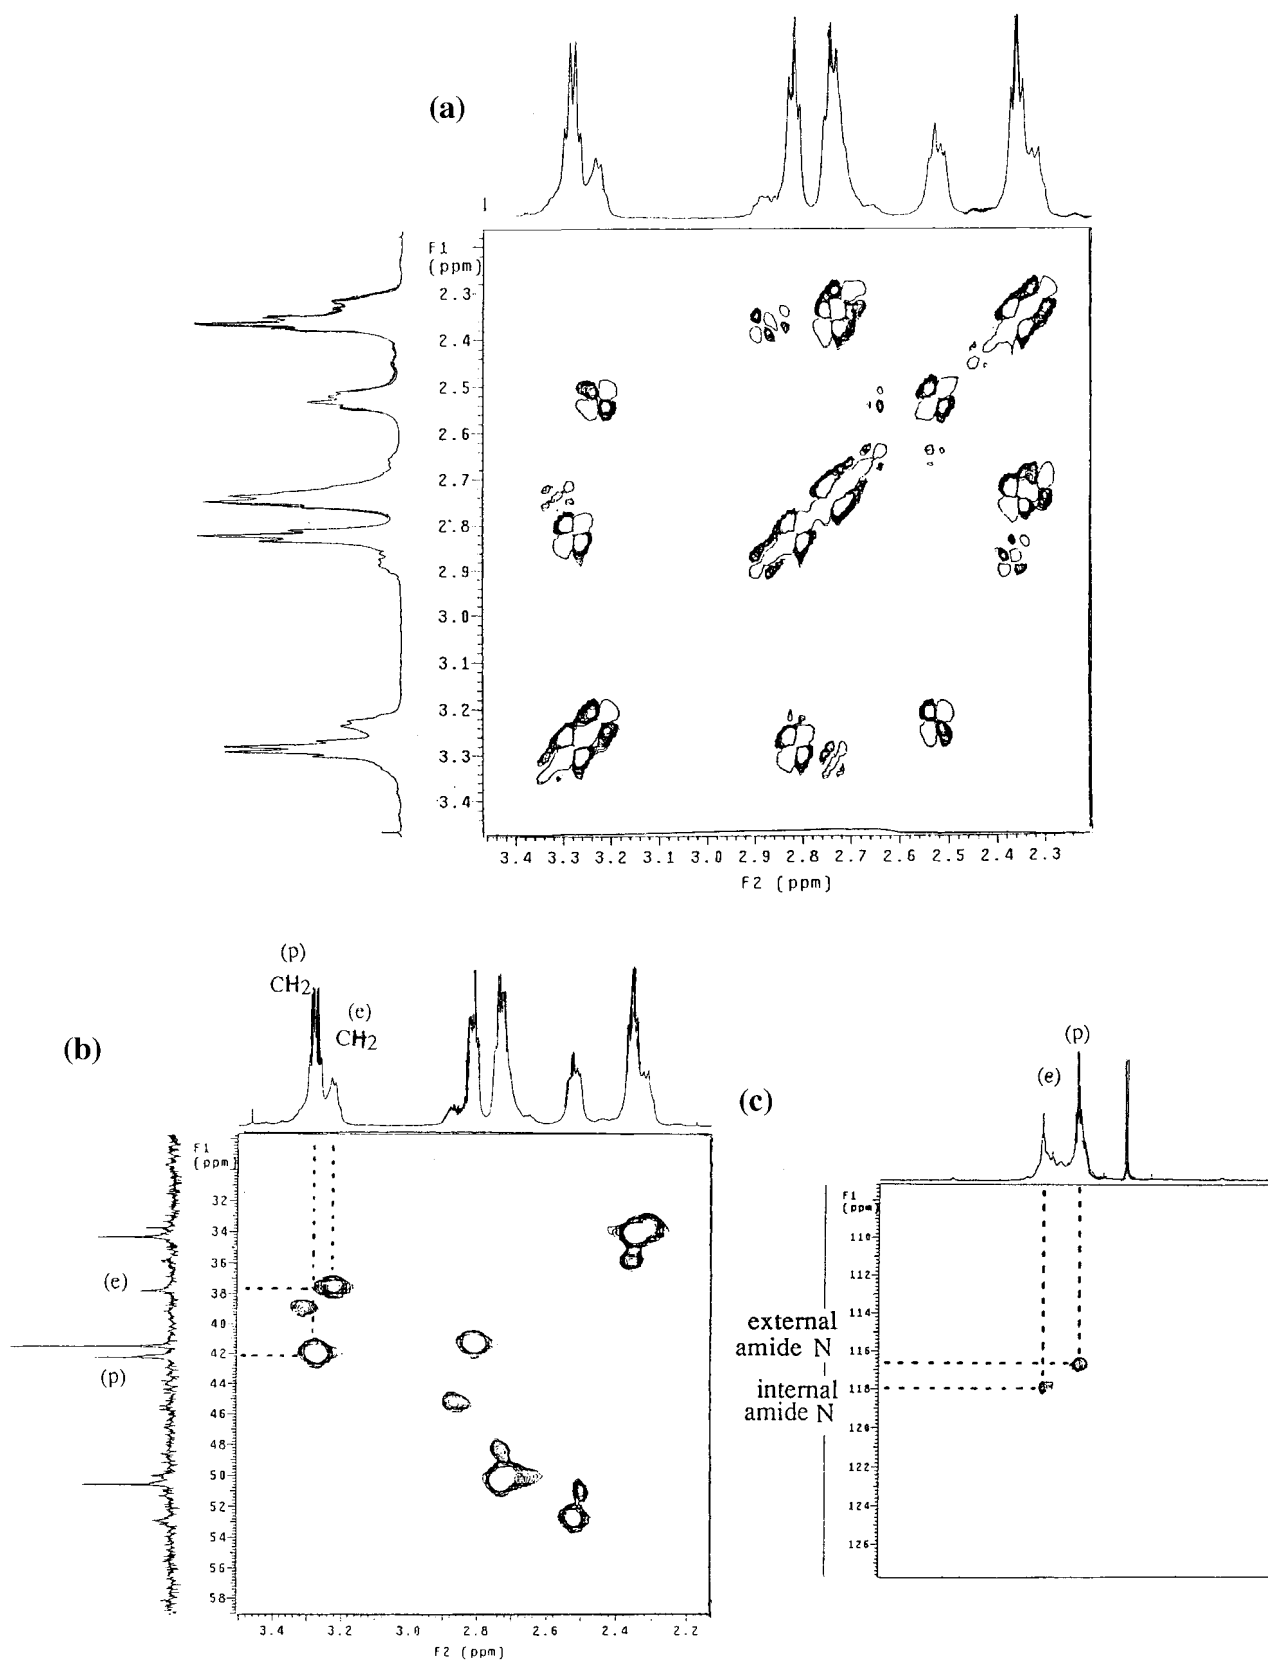 (a)
F1
(ppm)
2.3
2.4
2.5
2.6
2.7
2.8
2.9
3.0
3.1
3.2
3.3
3.4
3.4 3.3 3.2 3.1 3.0 2.9 2.8 2.7 2.6 2.5 2.4 2.3
F2 (ppm)
(b)
(p)
CH2
(e)
CH2
F1
(ppm)
32
34
36
38
40
42
44
46
48
50
52
54
56
58
(e)
(p)
3.4 3.2 3.0 2.8 2.6 2.4 2.2
F2 (ppm)
(c)
(e)
(p)
F1
(ppm)
110
112
114
116
118
120
122
124
126
external
amide N
internal
amide N